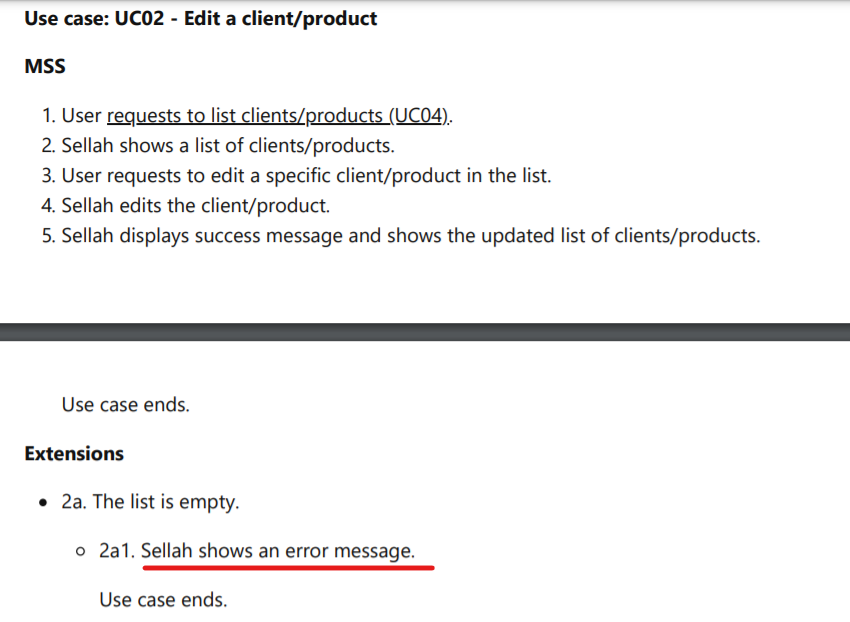 Use case: UC02 - Edit a client/product
MSS
1. User requests to list clients/products (UC04).
2. Sellah shows a list of clients/products.
3. User requests to edit a specific client/product in the list.
4. Sellah edits the client/product.
5. Sellah displays success message and shows the updated list of clients/products.
Use case ends.
Extensions
• 2a. The list is empty.
○ 2a1. Sellah shows an error message.
Use case ends.